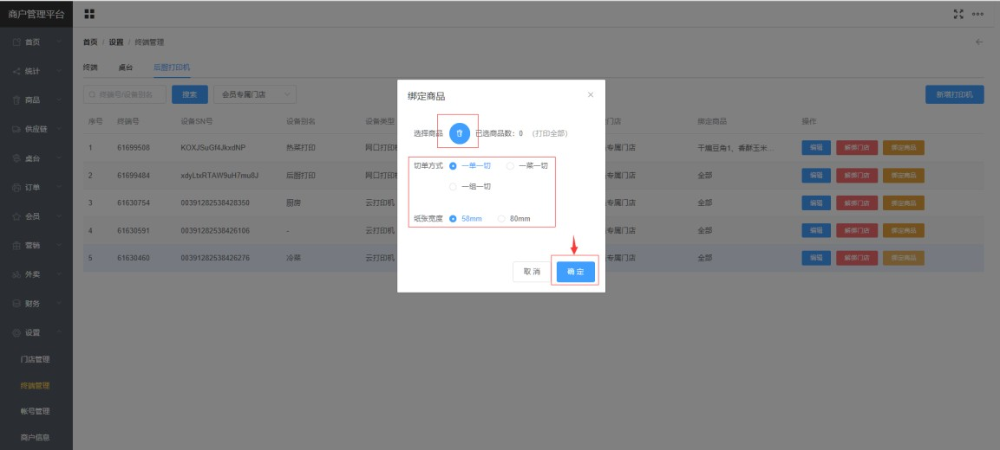 商户管理平台
首页
统计
商品
供应链
桌台
订单
会员
营销
外卖
财务
设置
门店管理
终端管理
帐号管理
商户信息
首页 / 设置 / 终端管理
终端 桌台 后厨打印机
终端号/设备别名 搜索 会员专属门店 新增打印机
序号 终端号 设备SN号 设备别名 设备类型 门店 绑定商品 操作
1 61699508 KOXJSuGf4JkxdNP 热菜打印 网口打印机 专属门店 干煸豆角1，香酥玉米... 编辑 解绑门店 绑定商品
2 61699484 xdyLtxRTAW9uH7mu8J 后厨打印 网口打印机 专属门店 全部 编辑 解绑门店 绑定商品
3 61630754 00391282538428350 厨房 云打印机 专属门店 全部 编辑 解绑门店 绑定商品
4 61630591 00391282538426106 - 云打印机 专属门店 全部 编辑 解绑门店 绑定商品
5 61630460 00391282538426276 冷菜 云打印机 专属门店 全部 编辑 解绑门店 绑定商品
绑定商品
选择商品 已选商品数：0 (打印全部)
切单方式 一单一切 一菜一切
一组一切
纸张宽度 58mm 80mm
取消 确定